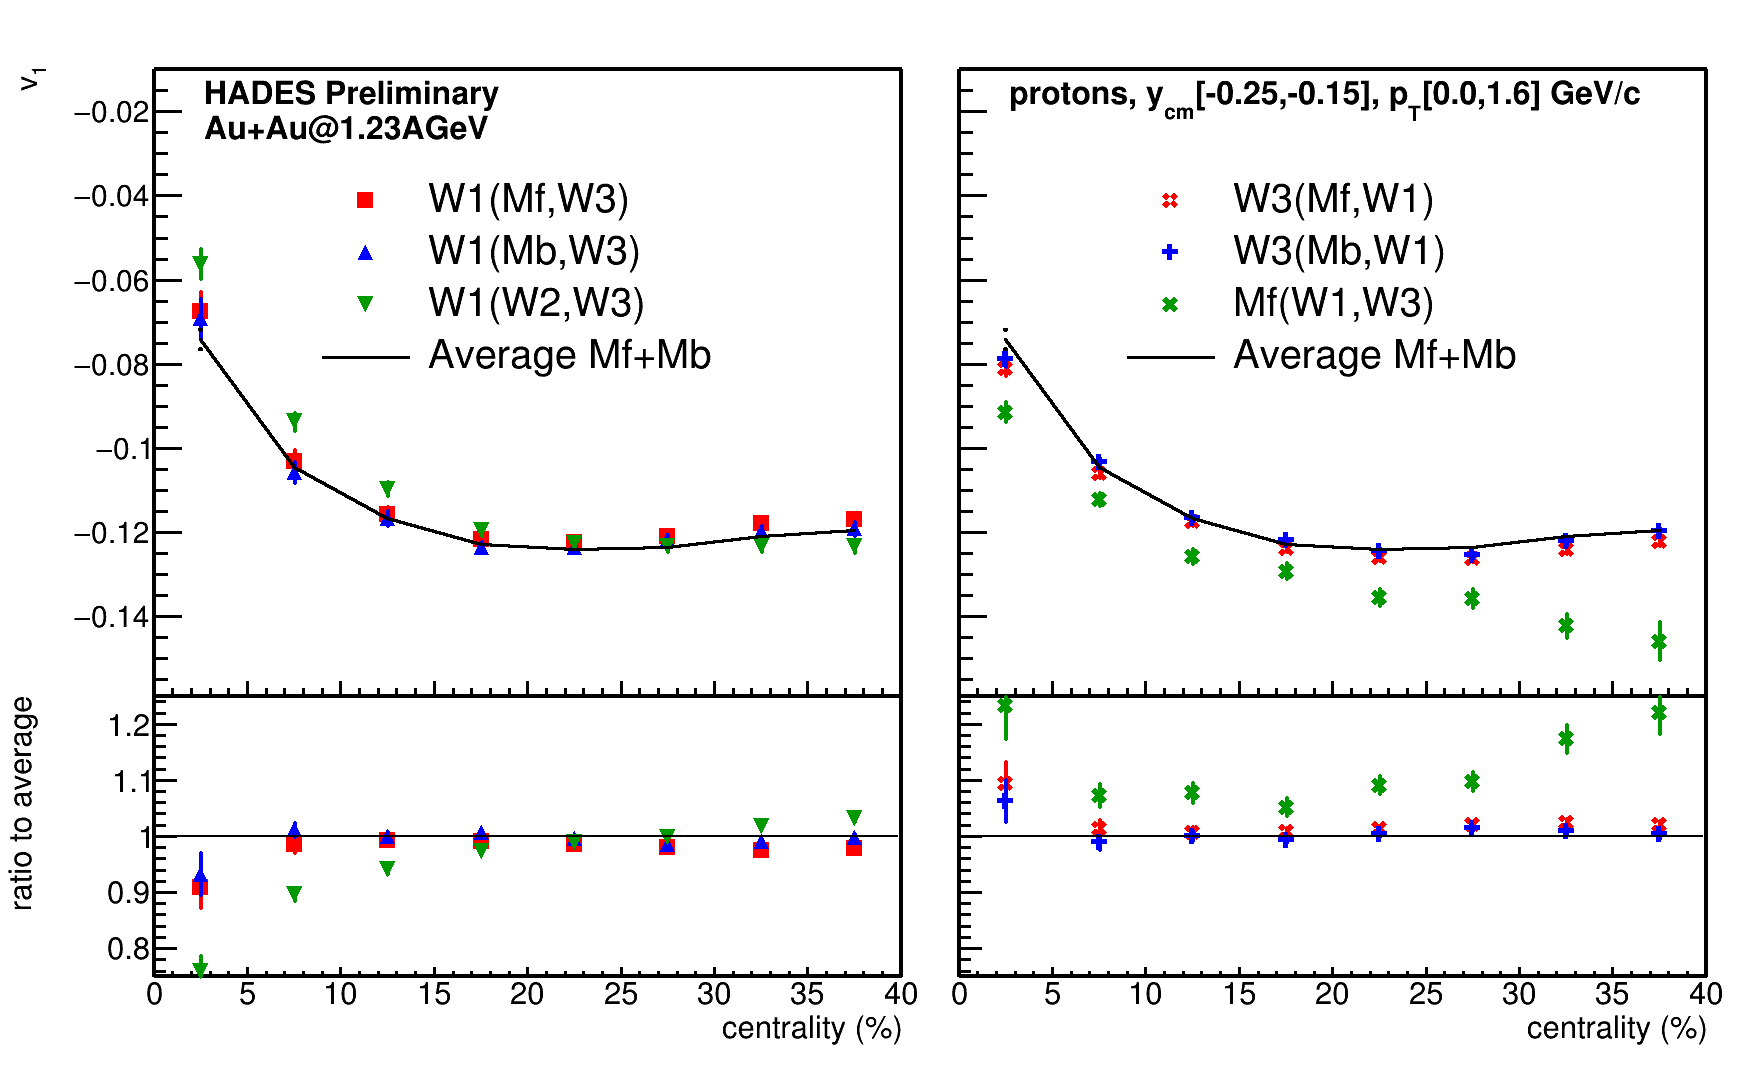 v1
HADES Preliminary
Au+Au@1.23AGeV
W1(Mf,W3)
W1(Mb,W3)
W1(W2,W3)
Average Mf+Mb
−0.02
−0.04
−0.06
−0.08
−0.1
−0.12
−0.14
protons, ycm[-0.25,-0.15], pT[0.0,1.6] GeV/c
W3(Mf,W1)
W3(Mb,W1)
Mf(W1,W3)
Average Mf+Mb
ratio to average
1.2
1.1
1
0.9
0.8
0 5 10 15 20 25 30 35 40
centrality (%)
0 5 10 15 20 25 30 35 40
centrality (%)